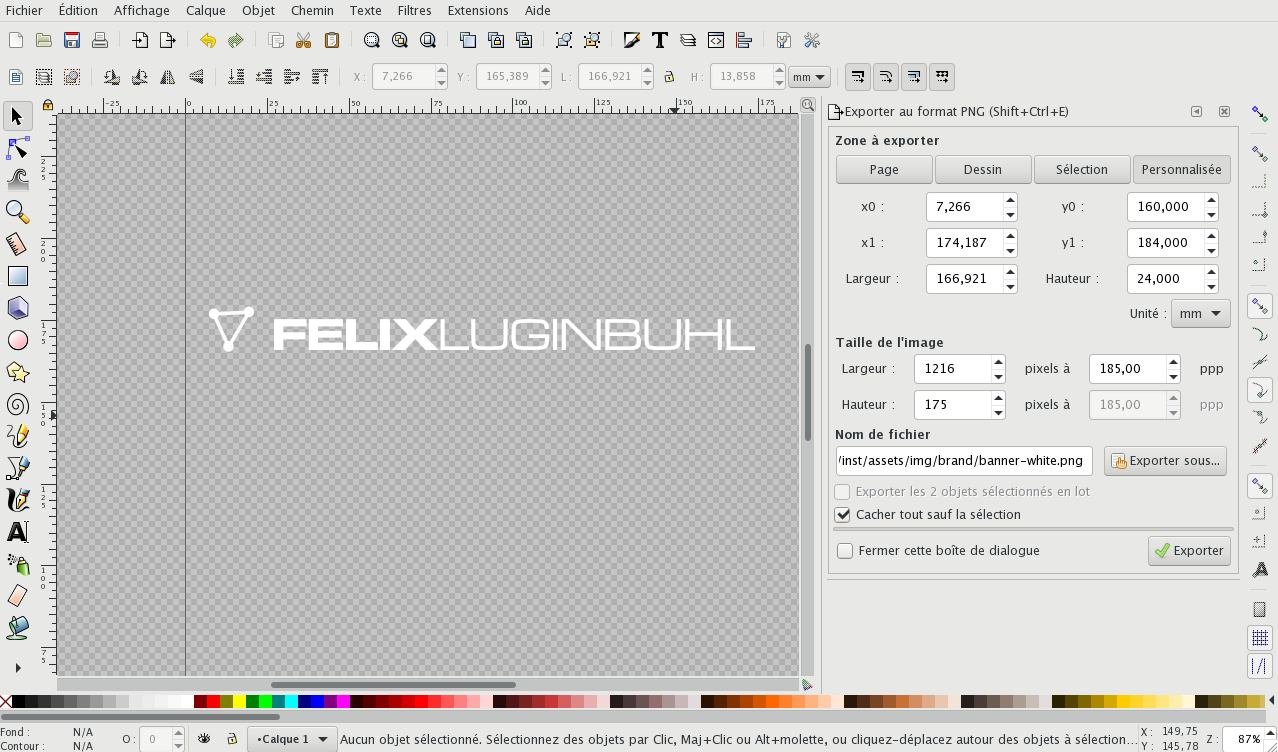 Fichier Édition Affichage Calque Objet Chemin Texte Filtres Extensions Aide
X : 7,266 Y : 165,389 L : 166,921 H : 13,858 mm
-25 0 25 50 75 100 125 150 175
Exporter au format PNG (Shift+Ctrl+E)
Zone à exporter
Page Dessin Sélection Personnalisée
x0 : 7,266 y0 : 160,000
x1 : 174,187 y1 : 184,000
Largeur : 166,921 Hauteur : 24,000
Unité : mm
Taille de l'image
Largeur : 1216 pixels à 185,00 ppp
Hauteur : 175 pixels à 185,00 ppp
Nom de fichier
/inst/assets/img/brand/banner-white.png Exporter sous...
Exporter les 2 objets sélectionnés en lot
Cacher tout sauf la sélection
Fermer cette boîte de dialogue Exporter
225
200
175
150
125
100
75
FELIXLUGINBUHL
Fond : N/A
Contour : N/A
O : 0
•Calque 1
Aucun objet sélectionné. Sélectionnez des objets par Clic, Maj+Clic ou Alt+molette, ou cliquez-déplacez autour des objets à sélection...
X : 149,75
Y : 145,78
Z : 87%